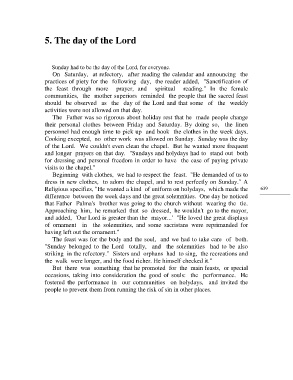 5. The day of the Lord
Sunday had to be the day of the Lord, for everyone.
On Saturday, at refectory, after reading the calendar and announcing the
practices of piety for the following day, the reader added, "Sanctification of
the feast through more prayer, and spiritual reading." In the female
communities, the mother superiors reminded the people that the sacred feast
should be observed as the day of the Lord and that some of the weekly
activities were not allowed on that day.
The Father was so rigorous about holiday rest that he made people change
their personal clothes between Friday and Saturday. By doing so, the linen
personnel had enough time to pick up and book the clothes in the week days.
Cooking excepted, no other work was allowed on Sunday. Sunday was the day
of the Lord. We couldn't even clean the chapel. But he wanted more frequent
and longer prayers on that day. "Sundays and holydays had to stand out both
for dressing and personal freedom in order to have the ease of paying private
visits to the chapel."
Beginning with clothes, we had to respect the feast. "He demanded of us to
dress in new clothes, to adorn the chapel, and to rest perfectly on Sunday." A
Religious specifies, "He wanted a kind of uniform on holydays, which made the
difference between the week days and the great solemnities. One day he noticed
that Father Palma's brother was going to the church without wearing the tie.
Approaching him, he remarked that so dressed, he wouldn't go to the mayor,
and added, 'Our Lord is greater than the mayor...' "He loved the great displays
of ornament in the solemnities, and some sacristans were reprimanded for
having left out the ornament."
The feast was for the body and the soul, and we had to take care of both.
"Sunday belonged to the Lord totally, and the solemnities had to be also
striking in the refectory." Sisters and orphans had to sing, the recreations and
the walk were longer, and the food richer. He himself checked it."
But there was something that he promoted for the main feasts, or special
occasions, taking into consideration the good of souls: the performance. He
fostered the performance in our communities on holydays, and invited the
people to prevent them from running the risk of sin in other places.